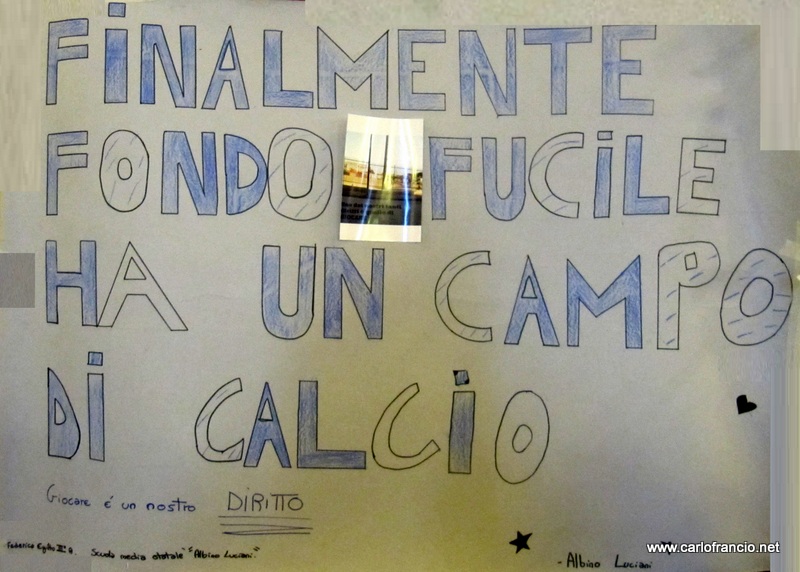 FINALMENTE
FONDO FUCILE
HA UN CAMPO
DI CALCIO
Giocare é un nostro DIRITTO
Scuola media statale "Albino Luciani"
- Albino Luciani
www.carlofrancio.net